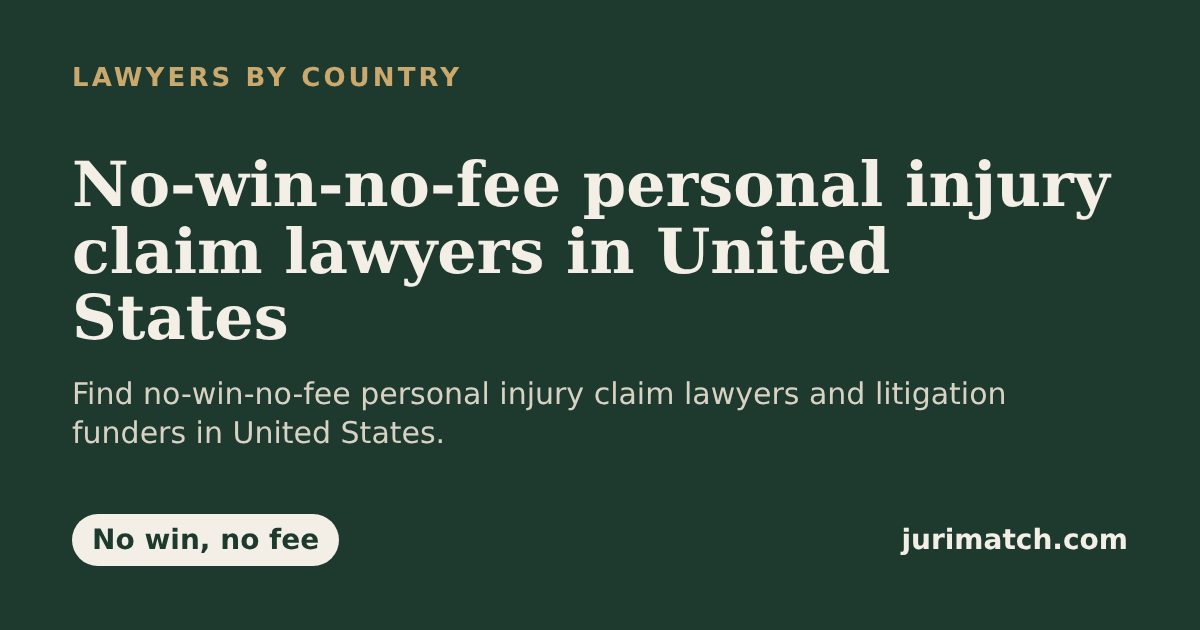 LAWYERS BY COUNTRY
No-win-no-fee personal injury
claim lawyers in United
States
Find no-win-no-fee personal injury claim lawyers and litigation
funders in United States.
No win, no fee
jurimatch.com